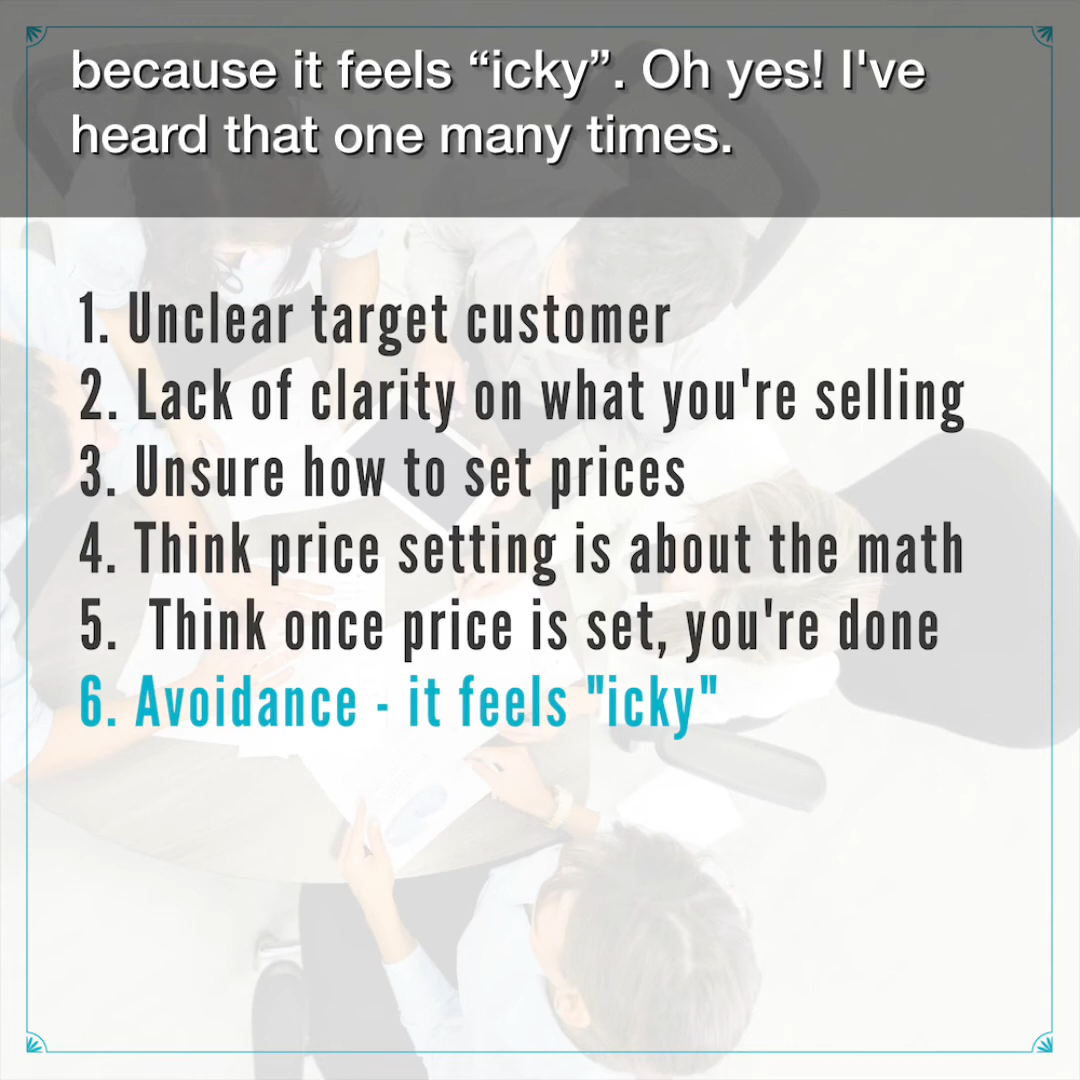 because it feels “icky”. Oh yes! I've
heard that one many times.
1. Unclear target customer
2. Lack of clarity on what you're selling
3. Unsure how to set prices
4. Think price setting is about the math
5. Think once price is set, you're done
6. Avoidance - it feels "icky"